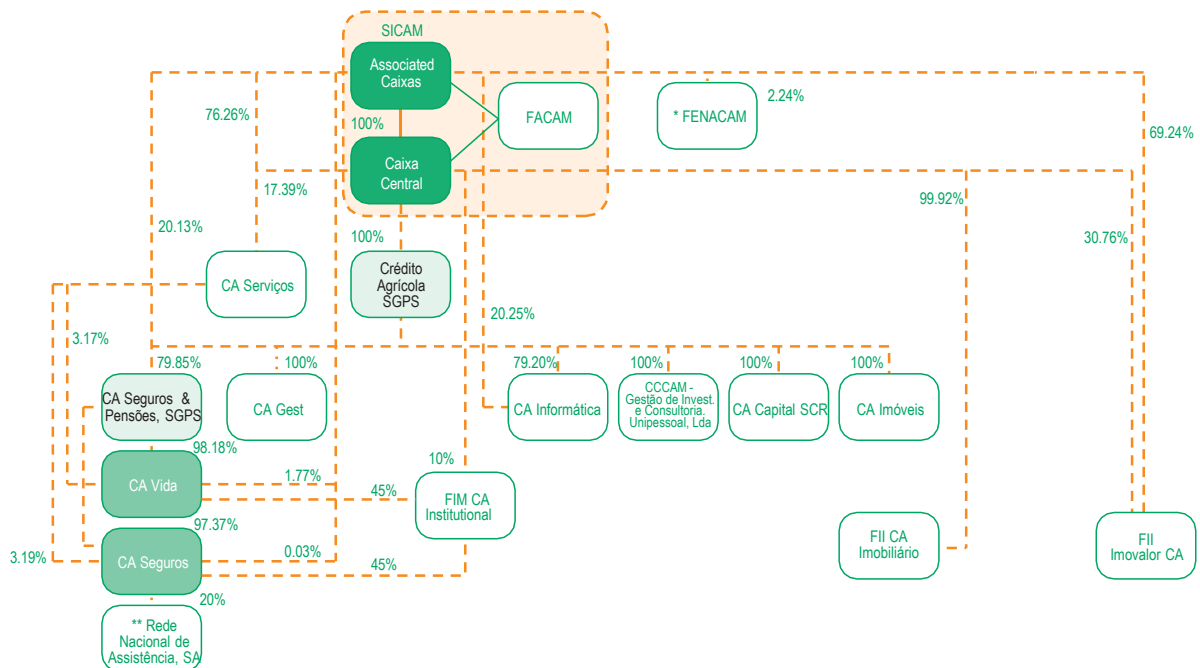 SICAM
Associated
Caixas
FACAM
* FENACAM
2.24%
76.26%
100%
69.24%
Caixa
Central
17.39%
99.92%
20.13%
100%
30.76%
CA Serviços
Crédito
Agrícola
SGPS
20.25%
3.17%
79.85%
100%
79.20%
100%
100%
100%
CA Seguros &
Pensões, SGPS
CA Gest
CA Informática
CCCAM -
Gestão de Invest.
e Consultoria.
Unipessoal, Lda
CA Capital SCR
CA Imóveis
98.18%
10%
CA Vida
1.77%
45%
FIM CA
Institutional
97.37%
FII CA
Imobiliário
FII
Imovalor CA
3.19%
CA Seguros
0.03%
45%
20%
** Rede
Nacional de
Assistência, SA